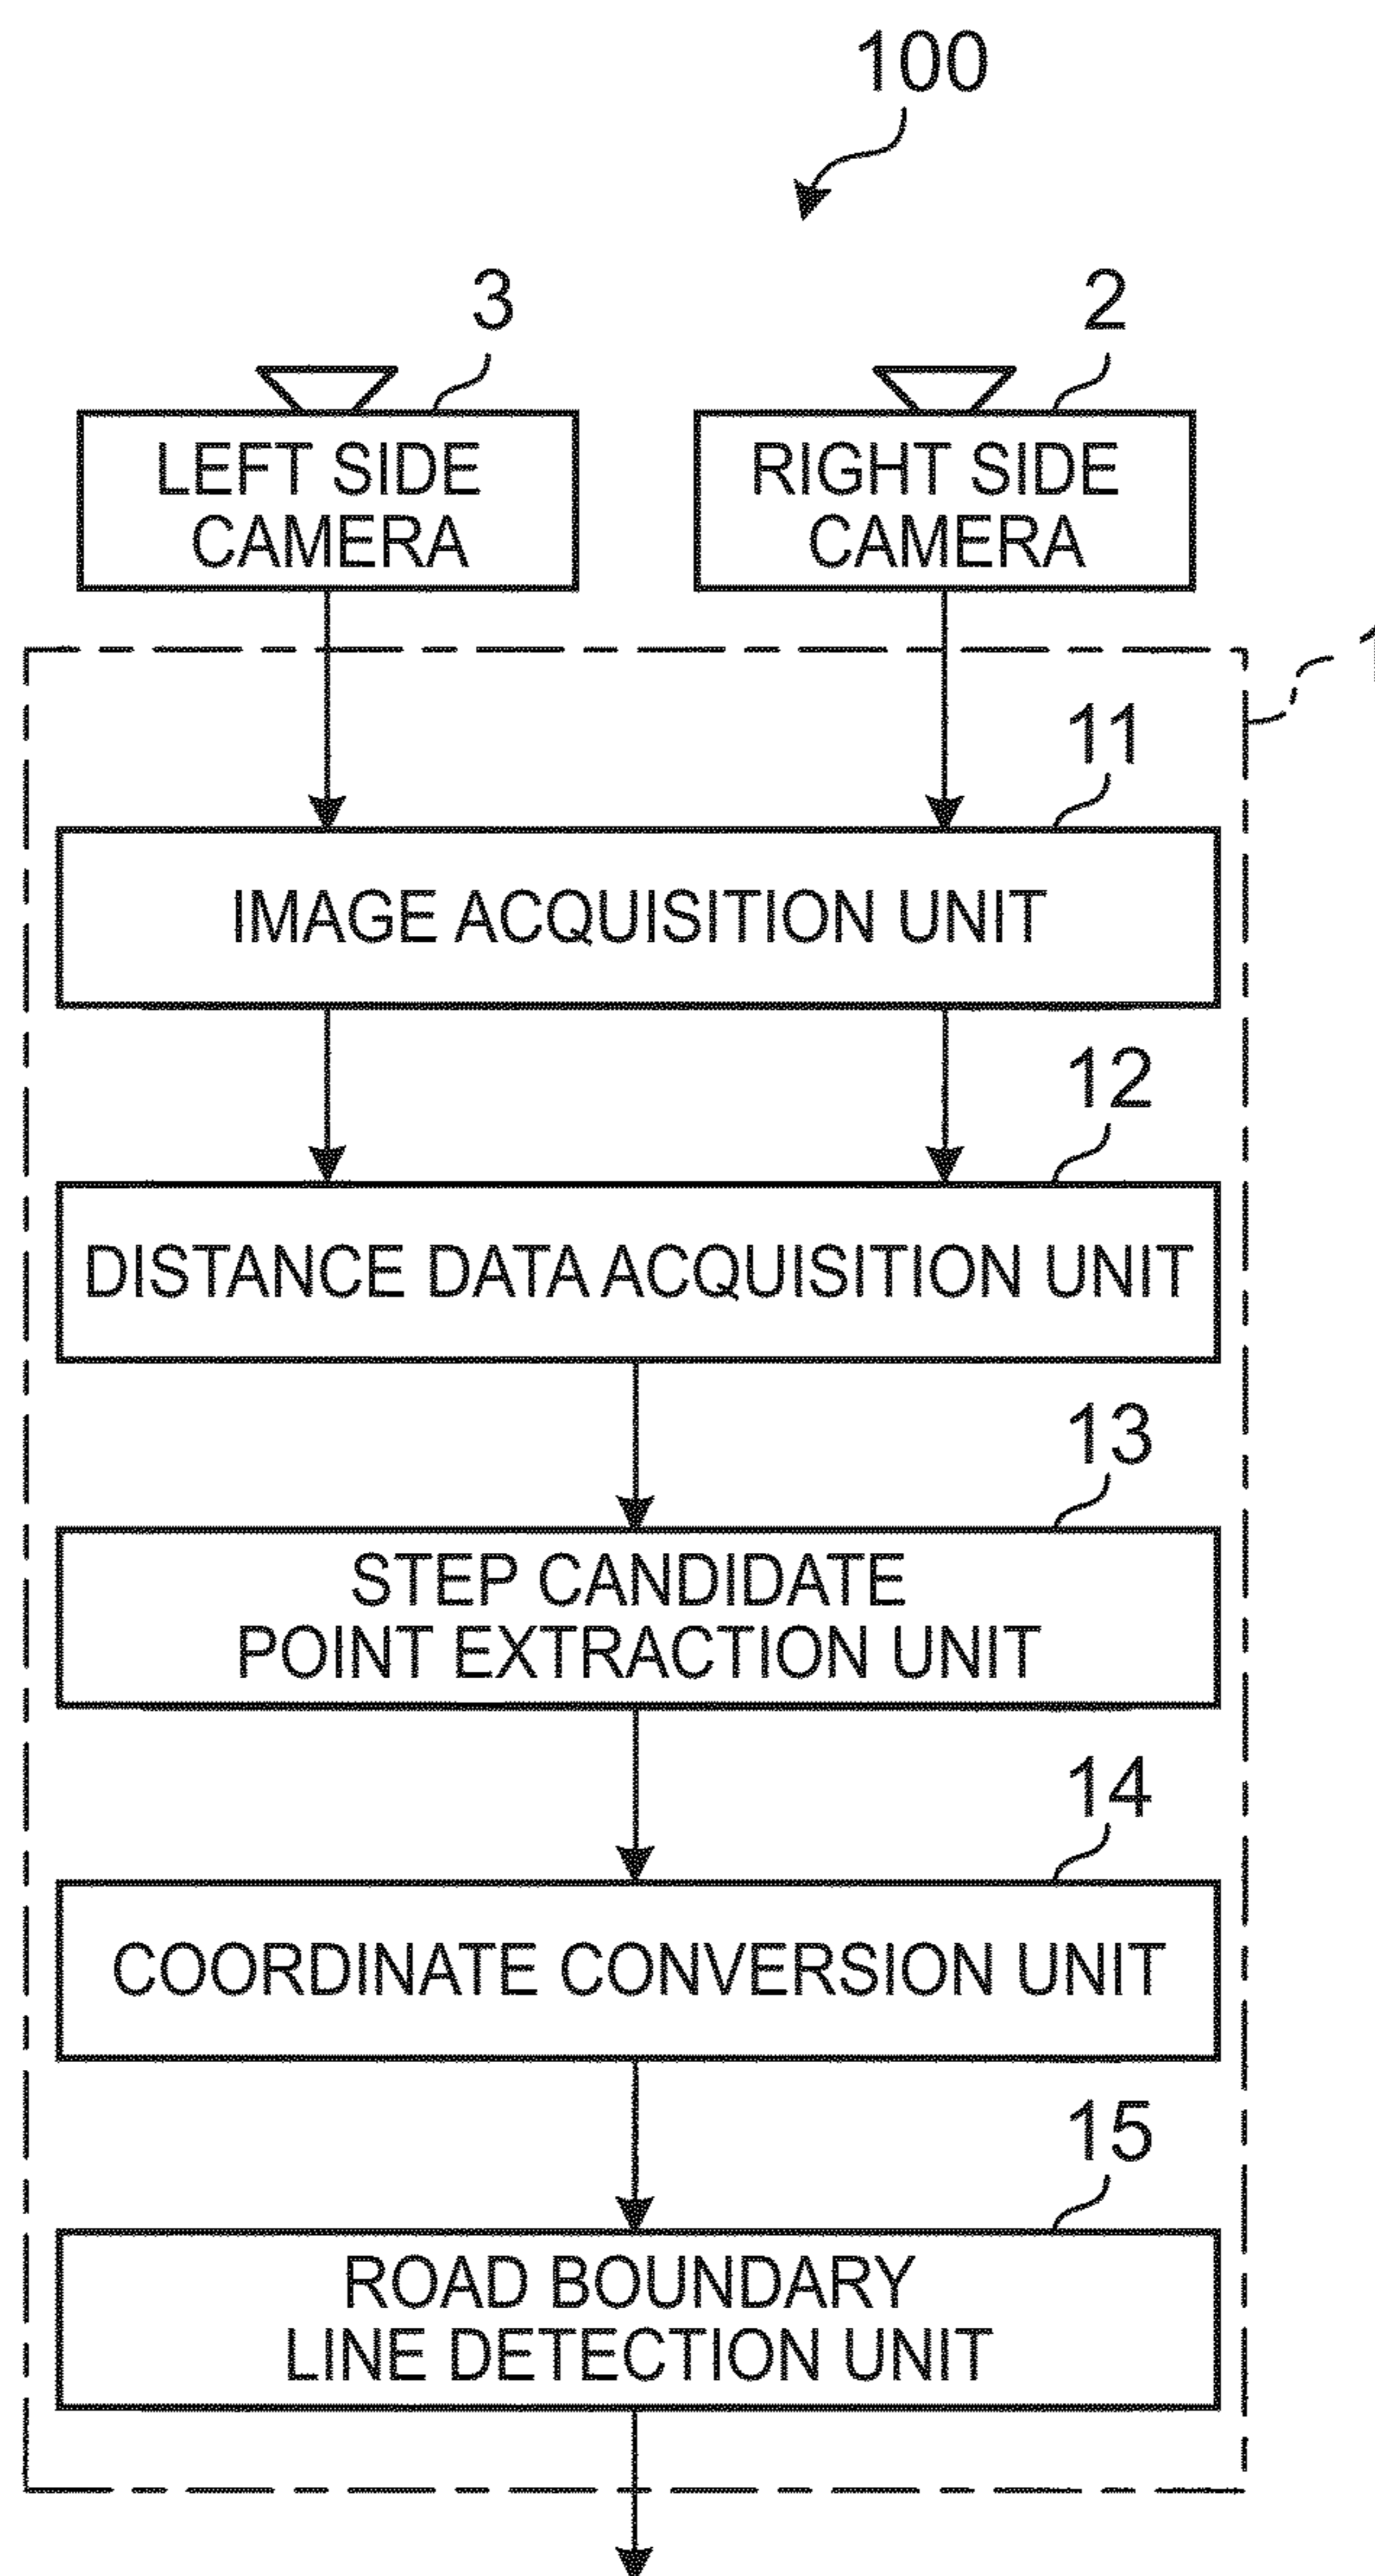 100
3
2
LEFT SIDE
CAMERA
RIGHT SIDE
CAMERA
1
11
IMAGE ACQUISITION UNIT
12
DISTANCE DATA ACQUISITION UNIT
13
STEP CANDIDATE
POINT EXTRACTION UNIT
14
COORDINATE CONVERSION UNIT
15
ROAD BOUNDARY
LINE DETECTION UNIT